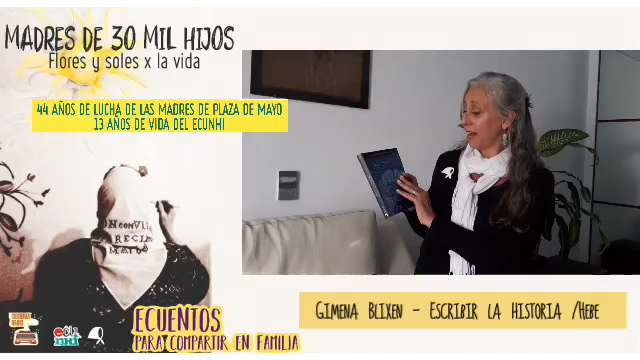 MADRES DE 30 MIL HIJOS
Flores y soles x la vida
44 AÑOS DE LUCHA DE LAS MADRES DE PLAZA DE MAYO
13 AÑOS DE VIDA DEL ECUNHI
ECUENTOS
PARA COMPARTIR EN FAMILIA
GIMENA BLIXEN - ESCRIBIR LA HISTORIA /HEBE